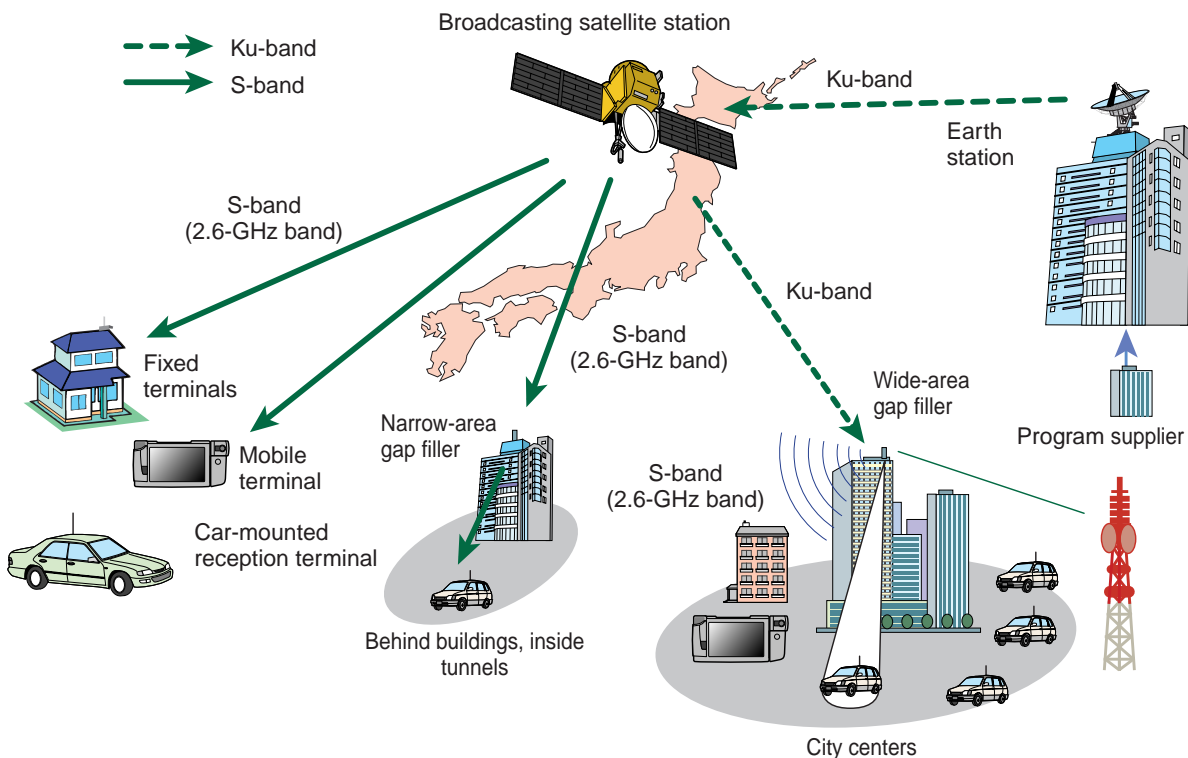 Broadcasting satellite station
Ku-band
S-band
Ku-band
Earth
station
S-band
(2.6-GHz band)
Ku-band
S-band
(2.6-GHz band)
Fixed
terminals
Wide-area
gap filler
Narrow-area
gap filler
Program supplier
Mobile
terminal
S-band
(2.6-GHz band)
Car-mounted
reception terminal
Behind buildings, inside
tunnels
City centers